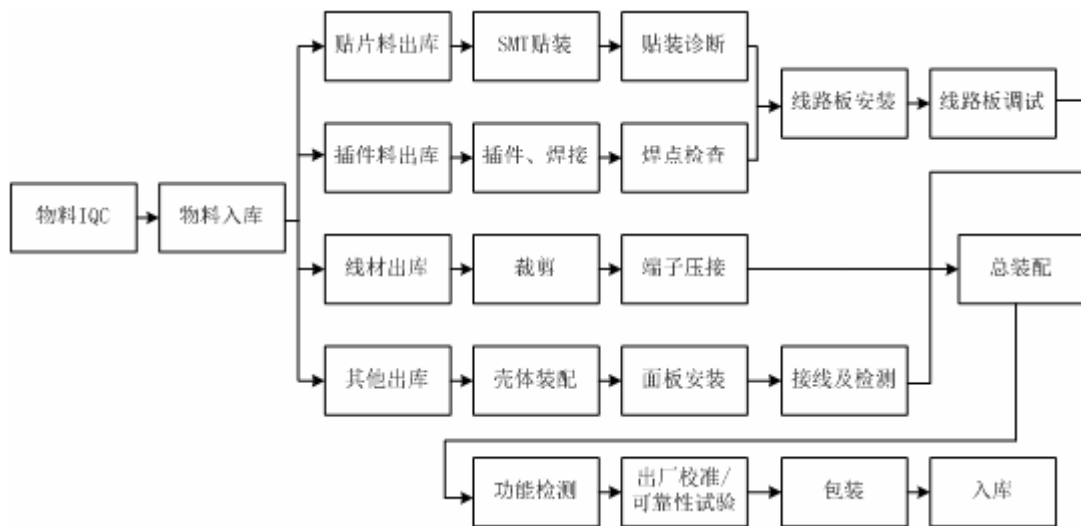 贴片料出库
SMT贴装
贴装诊断
线路板安装
线路板调试
插件料出库
插件、焊接
焊点检查
物料IQC
物料入库
线材出库
裁剪
端子压接
总装配
其他出库
壳体装配
面板安装
接线及检测
功能检测
出厂校准/
可靠性试验
包装
入库